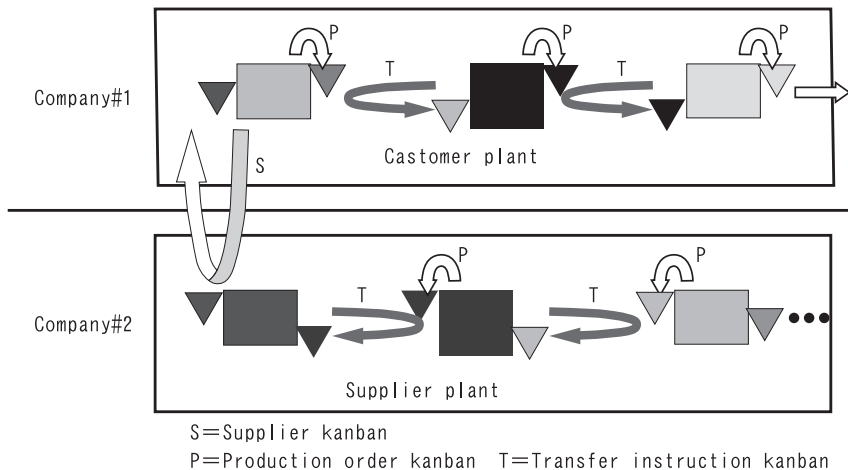 P
P
P
T
T
Company#1
Castomer plant
S
P
P
T
T
Company#2
Supplier plant
S＝Supplier kanban
P＝Production order kanban T＝Transfer instruction kanban